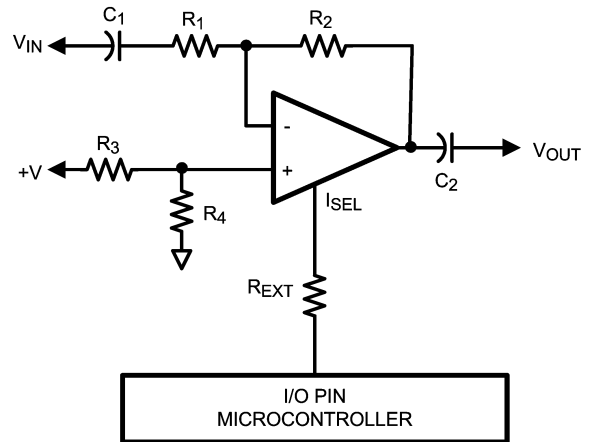 C1
R1
R2
VIN
R3
+V
-
+
R4
ISEL
C2
VOUT
REXT
I/O PIN
MICROCONTROLLER